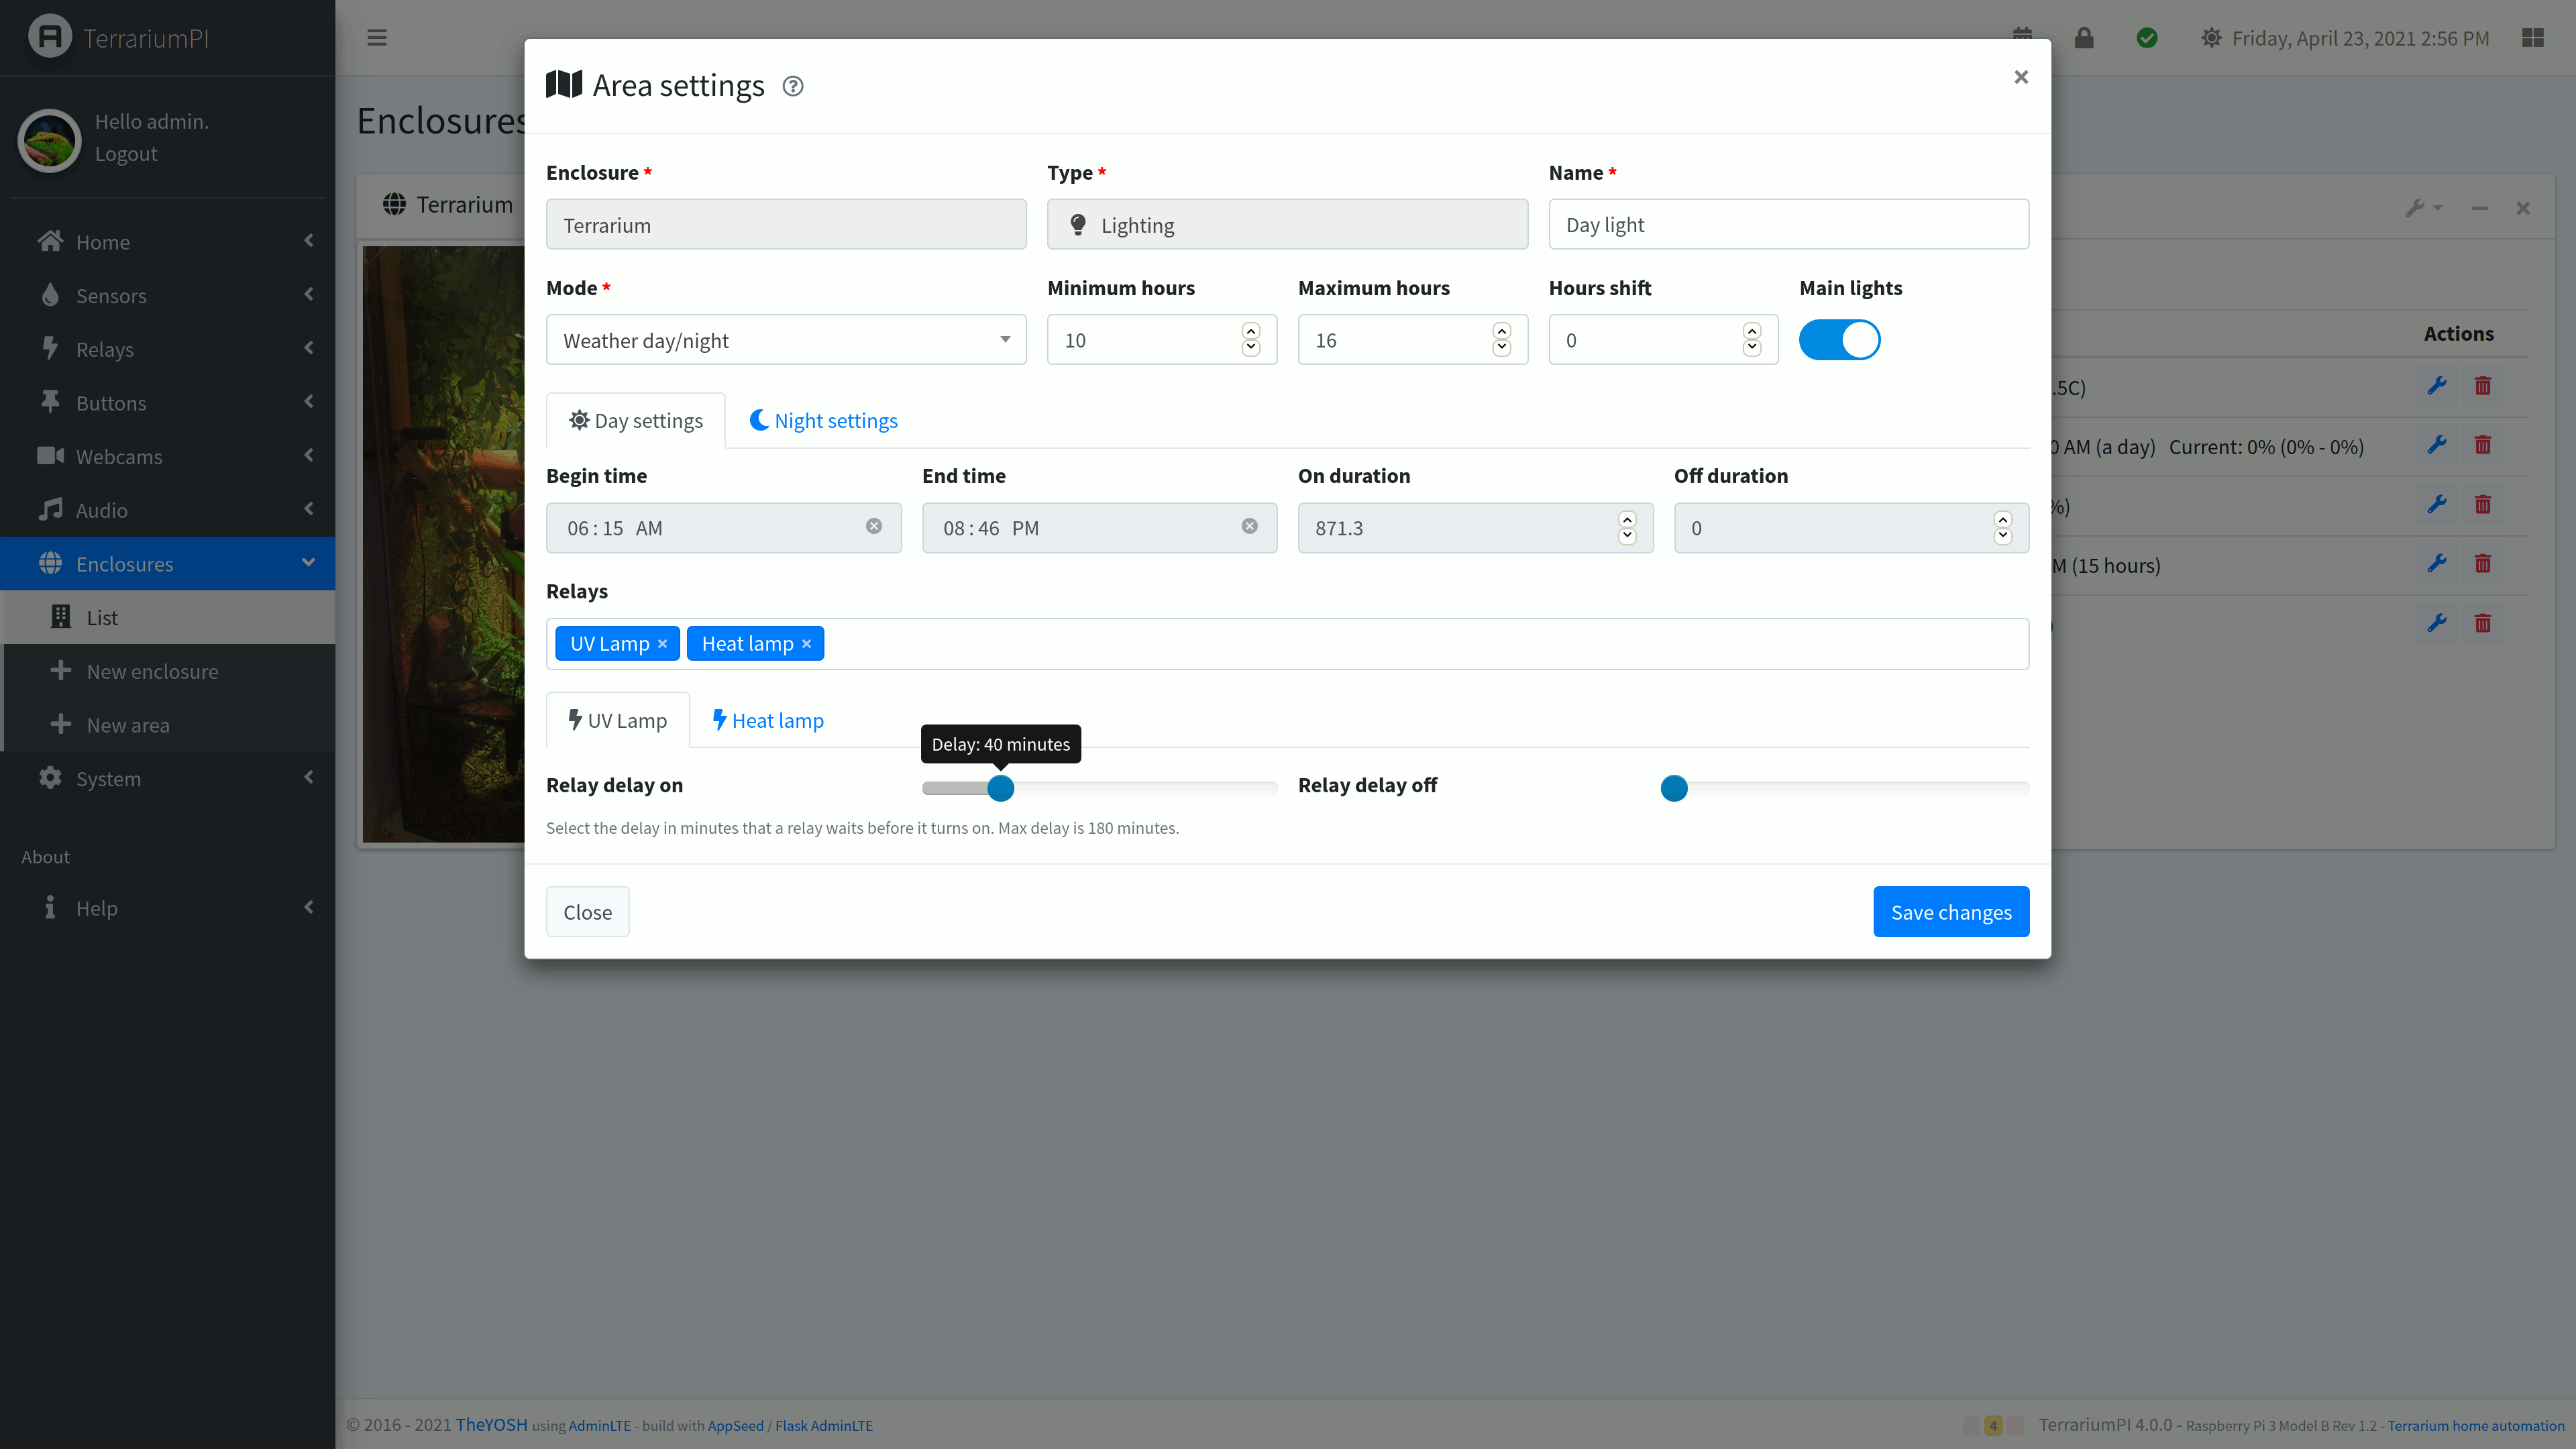 TerrariumPI
Friday, April 23, 2021 2:56 PM
Hello admin.
Logout
Home
Sensors
Relays
Buttons
Webcams
Audio
Enclosures
List
New enclosure
New area
System
About
Help
Enclosures
Terrarium
Area settings
×
Enclosure *
Type *
Name *
Terrarium
Lighting
Day light
Mode *
Minimum hours
Maximum hours
Hours shift
Main lights
Weather day/night
10
16
0
Day settings
Night settings
Begin time
End time
On duration
Off duration
06:15 AM
08:46 PM
871.3
0
Relays
UV Lamp ×
Heat lamp ×
UV Lamp
Heat lamp
Delay: 40 minutes
Relay delay on
Relay delay off
Select the delay in minutes that a relay waits before it turns on. Max delay is 180 minutes.
Close
Save changes
Actions
.5C)
0 AM (a day) Current: 0% (0% - 0%)
%)
M (15 hours)
)
© 2016 - 2021 TheYOSH using AdminLTE - build with AppSeed / Flask AdminLTE
4
TerrariumPI 4.0.0 - Raspberry Pi 3 Model B Rev 1.2 - Terrarium home automation